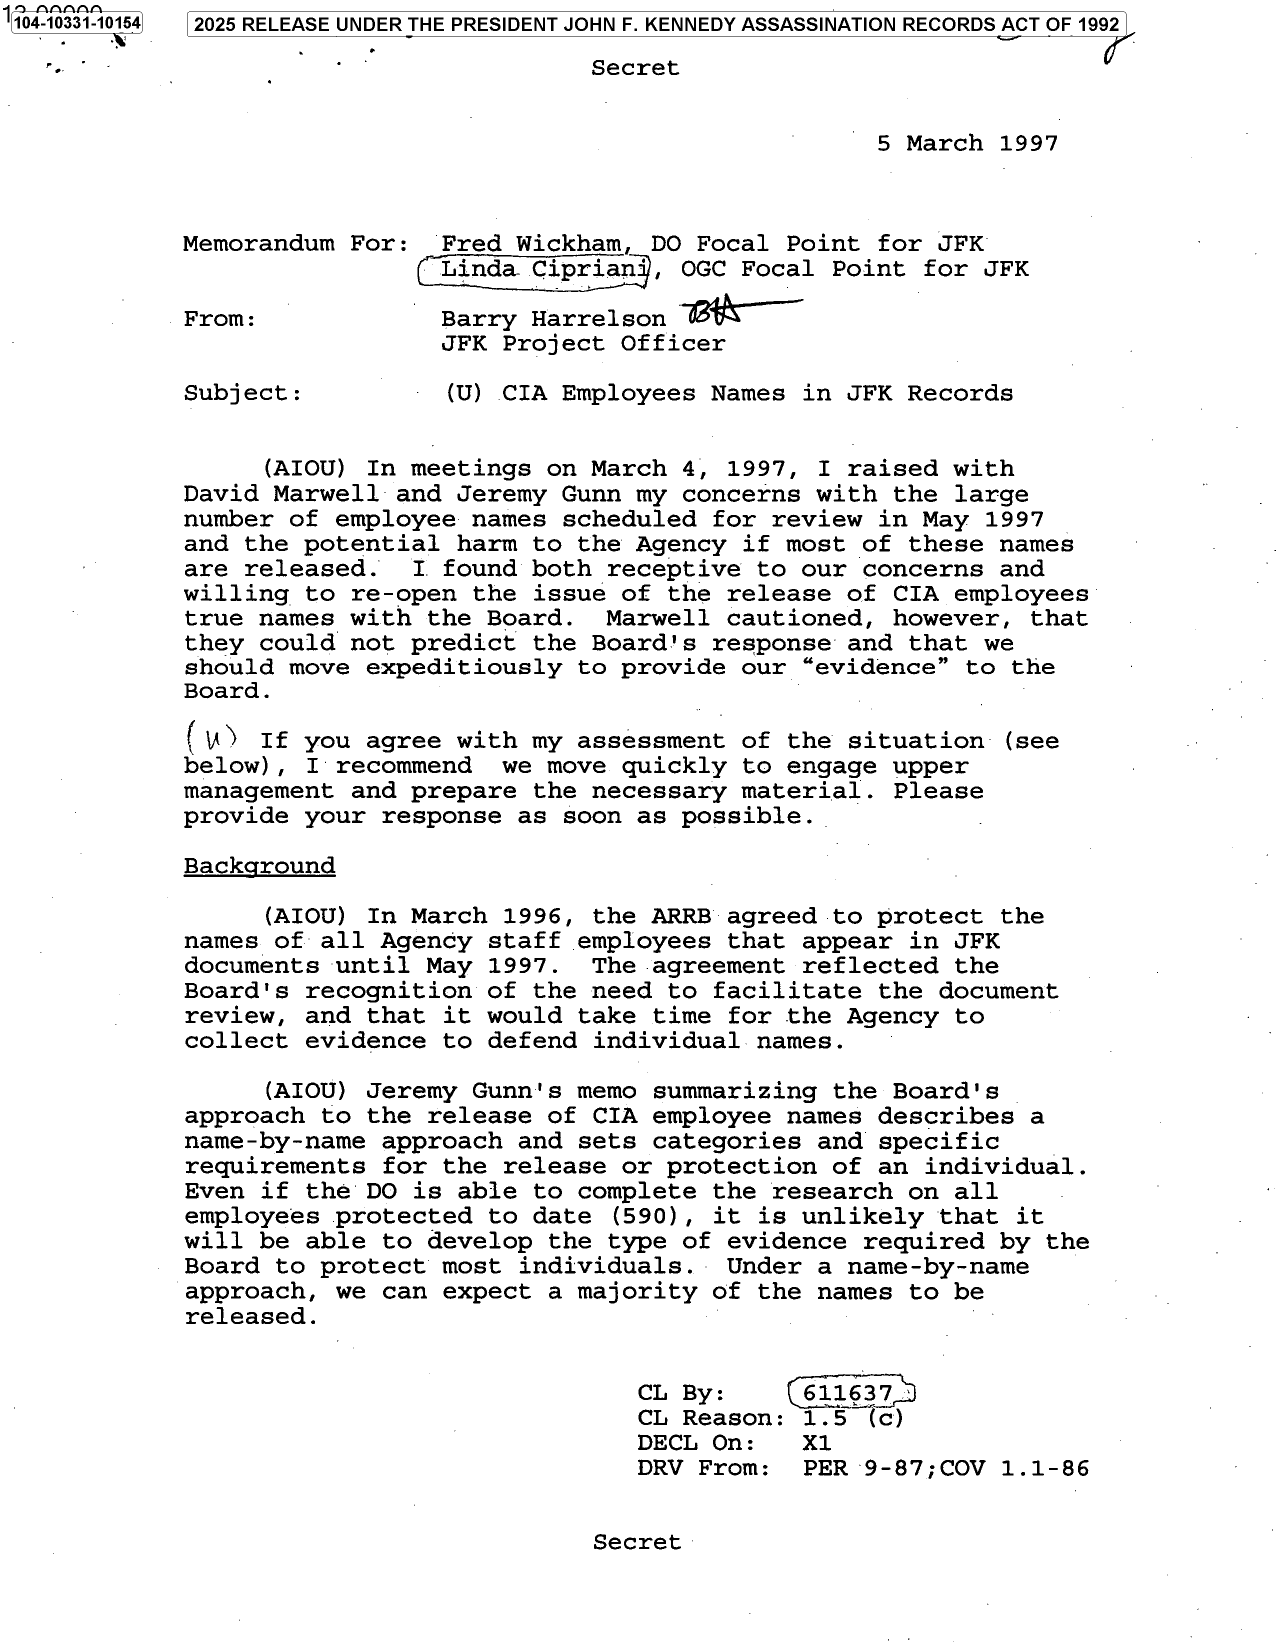 104-10331-10154
2025 RELEASE UNDER THE PRESIDENT JOHN F. KENNEDY ASSASSINATION RECORDS ACT OF 1992
Secret
5 March 1997
Memorandum For: Fred Wickham, DO Focal Point for JFK
Linda Cipriani, OGC Focal Point for JFK
From: Barry Harrelson
JFK Project Officer
Subject: (U) CIA Employees Names in JFK Records
(AIOU) In meetings on March 4, 1997, I raised with
David Marwell and Jeremy Gunn my concerns with the large
number of employee names scheduled for review in May 1997
and the potential harm to the Agency if most of these names
are released. I found both receptive to our concerns and
willing to re-open the issue of the release of CIA employees
true names with the Board. Marwell cautioned, however, that
they could not predict the Board's response and that we
should move expeditiously to provide our “evidence” to the
Board.
(U) If you agree with my assessment of the situation (see
below), I recommend we move quickly to engage upper
management and prepare the necessary material. Please
provide your response as soon as possible.
Background
(AIOU) In March 1996, the ARRB agreed to protect the
names of all Agency staff employees that appear in JFK
documents until May 1997. The agreement reflected the
Board's recognition of the need to facilitate the document
review, and that it would take time for the Agency to
collect evidence to defend individual names.
(AIOU) Jeremy Gunn's memo summarizing the Board's
approach to the release of CIA employee names describes a
name-by-name approach and sets categories and specific
requirements for the release or protection of an individual.
Even if the DO is able to complete the research on all
employees protected to date (590), it is unlikely that it
will be able to develop the type of evidence required by the
Board to protect most individuals. Under a name-by-name
approach, we can expect a majority of the names to be
released.
CL By: 611637
CL Reason: 1.5 (c)
DECL On: X1
DRV From: PER 9-87;COV 1.1-86
Secret